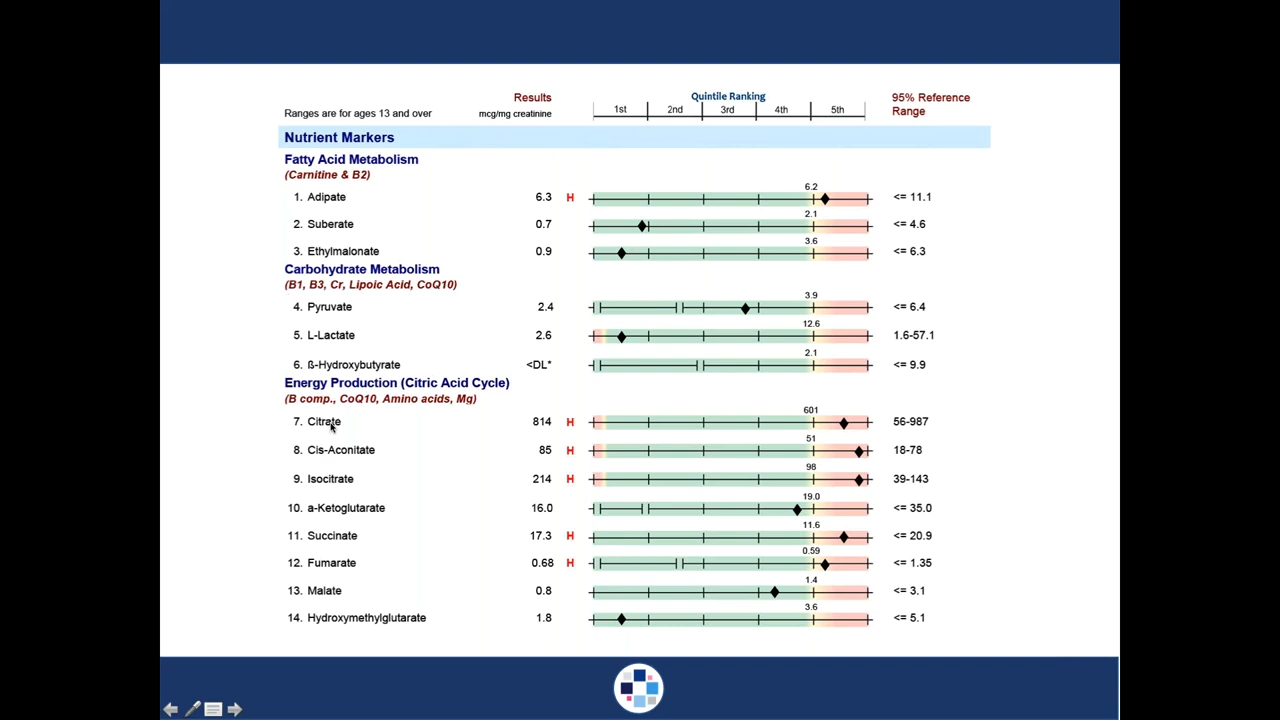 Results Quintile Ranking 95% Reference
Ranges are for ages 13 and over mcg/mg creatinine 1st 2nd 3rd 4th 5th Range
Nutrient Markers
Fatty Acid Metabolism
(Carnitine & B2)
6.2
1. Adipate 6.3 H <= 11.1
2.1
2. Suberate 0.7 <= 4.6
3.6
3. Ethylmalonate 0.9 <= 6.3
Carbohydrate Metabolism
(B1, B3, Cr, Lipoic Acid, CoQ10)
3.9
4. Pyruvate 2.4 <= 6.4
12.6
5. L-Lactate 2.6 1.6-57.1
2.1
6. ß-Hydroxybutyrate <DL* <= 9.9
Energy Production (Citric Acid Cycle)
(B comp., CoQ10, Amino acids, Mg)
601
7. Citrate 814 H 56-987
51
8. Cis-Aconitate 85 H 18-78
98
9. Isocitrate 214 H 39-143
19.0
10. a-Ketoglutarate 16.0 <= 35.0
11.6
11. Succinate 17.3 H <= 20.9
0.59
12. Fumarate 0.68 H <= 1.35
1.4
13. Malate 0.8 <= 3.1
3.6
14. Hydroxymethylglutarate 1.8 <= 5.1